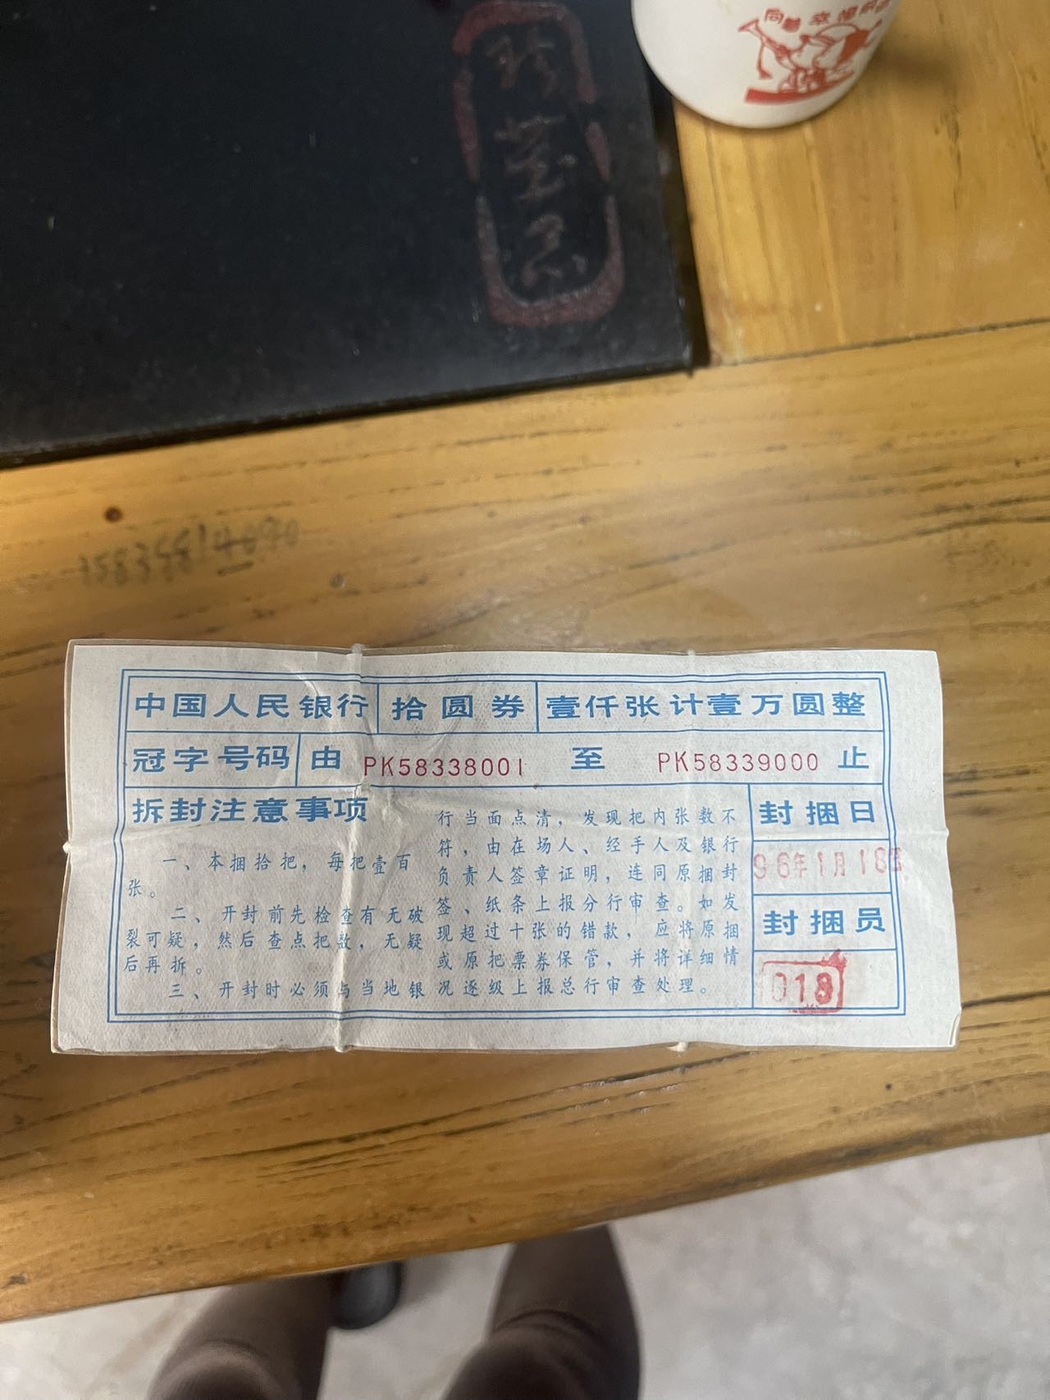 中国人民银行 拾圆券 壹仟张计壹万圆整
冠字号码 由 PK58338001 至 PK58339000 止
拆封注意事项
一、本捆拾把，每把壹百
张。
二、开封前先检查有无破
裂可疑，然后查点把数，无疑
后再拆。
三、开封时必须与当地银
行当面点清，发现把内张数不
符，由在场人、经手人及银行
负责人签章证明，连同原捆封
签、纸条上报分行审查。如发
现超过十张的错款，应将原捆
或原把票券保管，并将详细情
况逐级上报总行审查处理。
封捆日
96年1月18日
封捆员
018